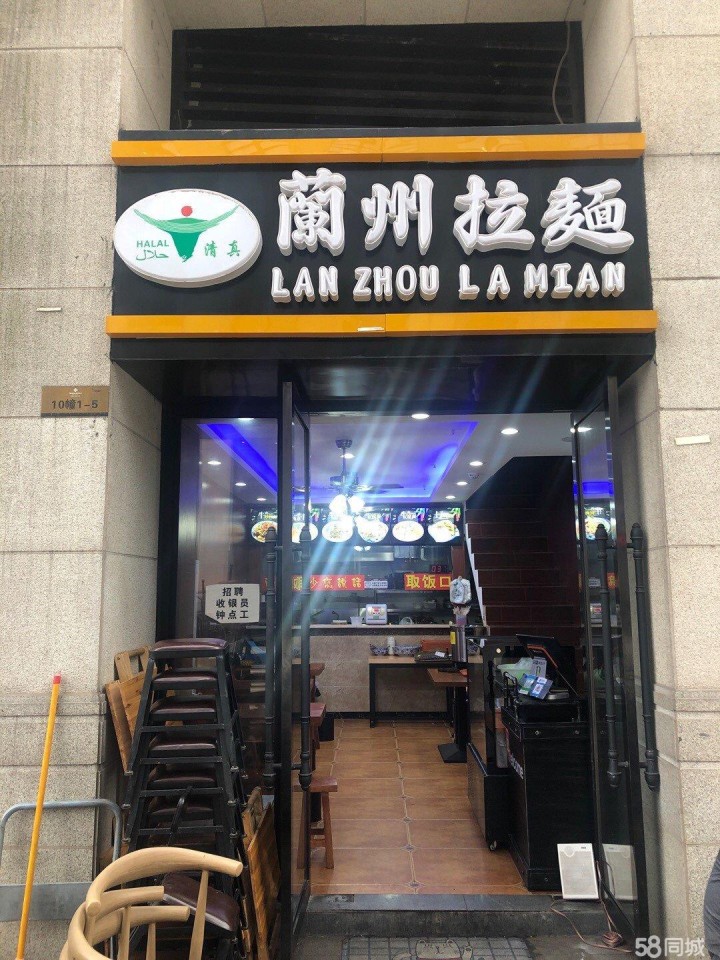 蘭州拉麵
LAN ZHOU LA MIAN
HALAL
حلال
清真
10幢1-5
招聘
收银员
钟点工
取饭口
58同城